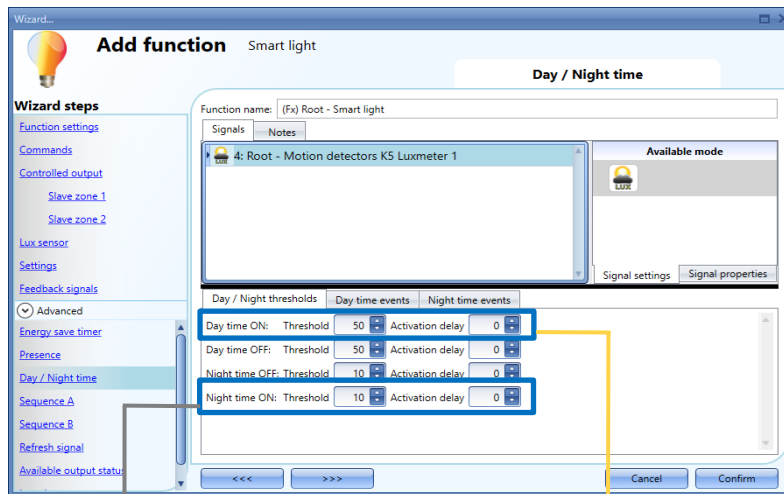 Wizard...
Add function Smart light
Day / Night time
Wizard steps
Function settings
Commands
Controlled output
Slave zone 1
Slave zone 2
Lux sensor
Settings
Feedback signals
Advanced
Energy save timer
Presence
Day / Night time
Sequence A
Sequence B
Refresh signal
Available output status
Function name: (Fx) Root - Smart light
Signals Notes
LUX 4: Root - Motion detectors K5 Luxmeter 1
Available mode
LUX
Signal settings Signal properties
Day / Night thresholds Day time events Night time events
Day time ON: Threshold 50 Activation delay 0
Day time OFF: Threshold 50 Activation delay 0
Night time OFF: Threshold 10 Activation delay 0
Night time ON: Threshold 10 Activation delay 0
<<< >>> Cancel Confirm